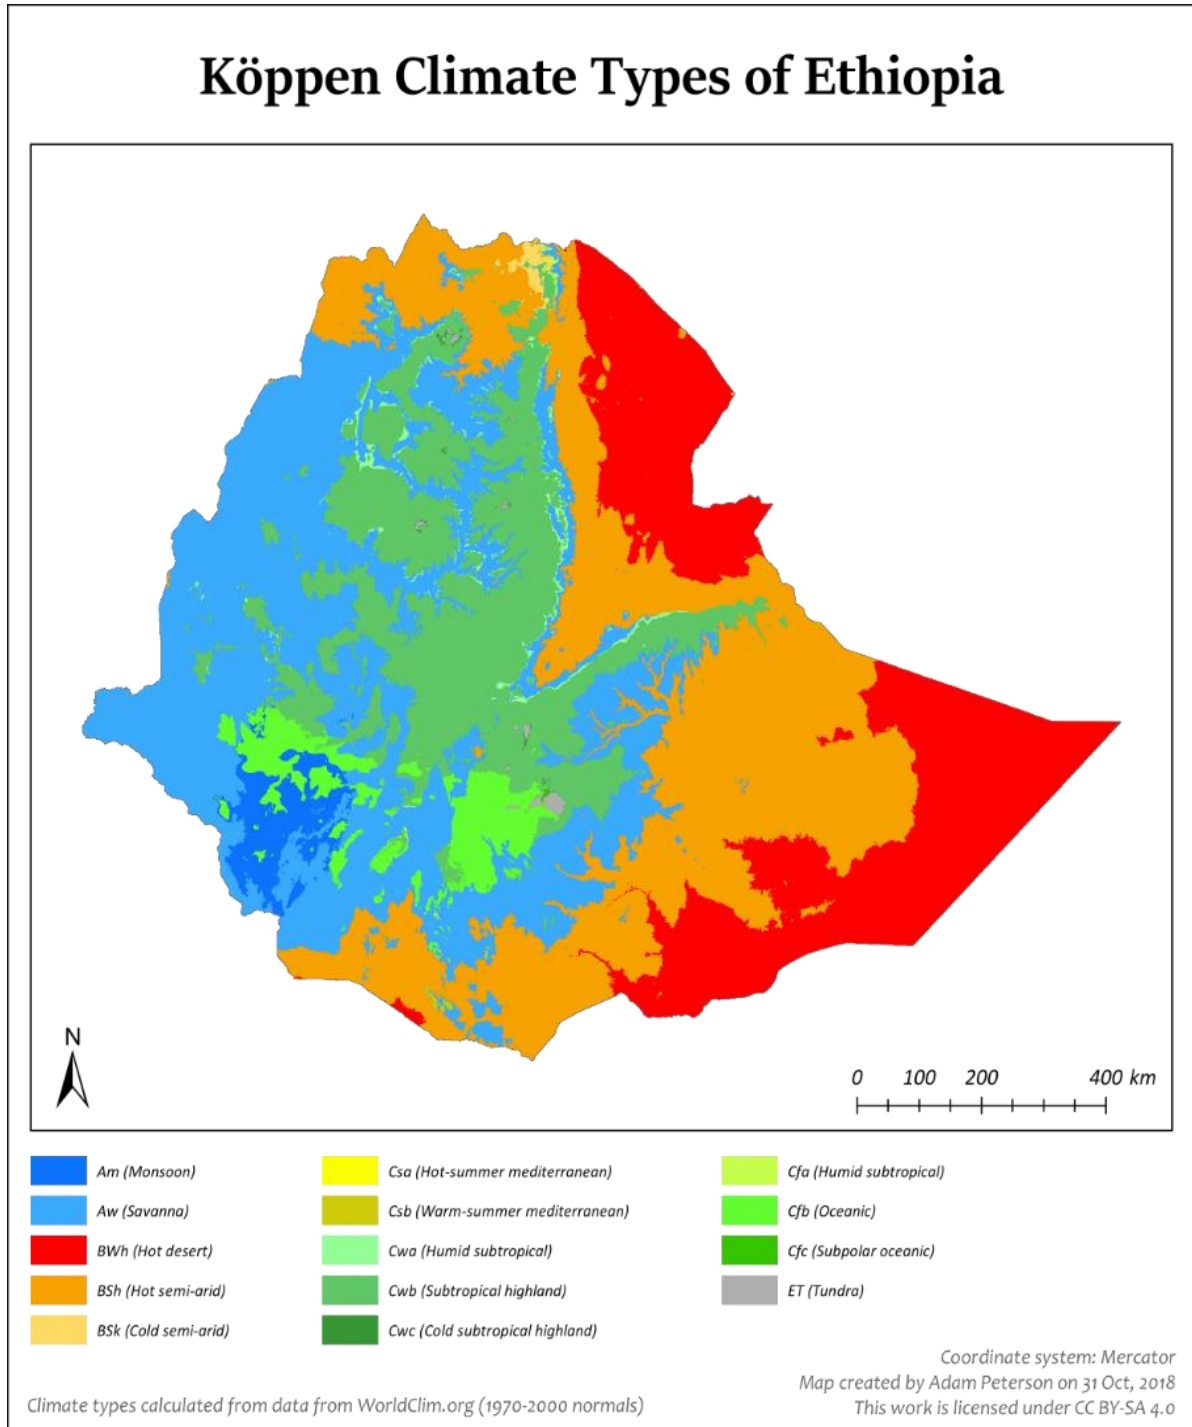 Köppen Climate Types of Ethiopia
N
0 100 200 400 km
Am (Monsoon)
Aw (Savanna)
BWh (Hot desert)
BSh (Hot semi-arid)
BSk (Cold semi-arid)
Csa (Hot-summer mediterranean)
Csb (Warm-summer mediterranean)
Cwa (Humid subtropical)
Cwb (Subtropical highland)
Cwc (Cold subtropical highland)
Cfa (Humid subtropical)
Cfb (Oceanic)
Cfc (Subpolar oceanic)
ET (Tundra)
Climate types calculated from data from WorldClim.org (1970-2000 normals)
Coordinate system: Mercator
Map created by Adam Peterson on 31 Oct, 2018
This work is licensed under CC BY-SA 4.0